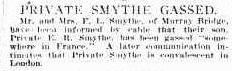 PRIVATE SMYTHE GASSED.
Mr. and Mrs. F. L. Smythe, of Murray Bridge,
have been informed by cable that their son,
Private E. R. Smythe, has been gassed "some-
where in France." A later communication in-
timates that Private Smythe is convalescent in
London.